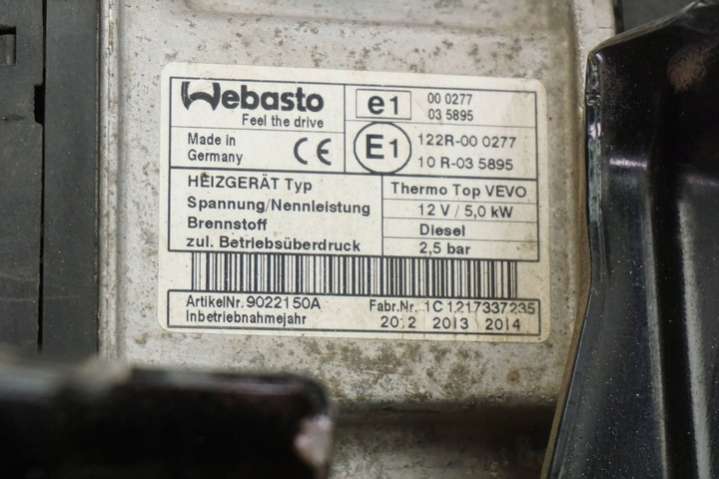 Webasto
Feel the drive
e1 00 0277
03 5895
Made in
Germany
CE
E1 122R-00 0277
10 R-03 5895
HEIZGERÄT Typ Thermo Top VEVO
Spannung/Nennleistung 12 V / 5,0 kW
Brennstoff Diesel
zul. Betriebsüberdruck 2,5 bar
ArtikelNr. 9022150A Fabr.Nr. 1C1217337235
Inbetriebnahmejahr 2012 2013 2014